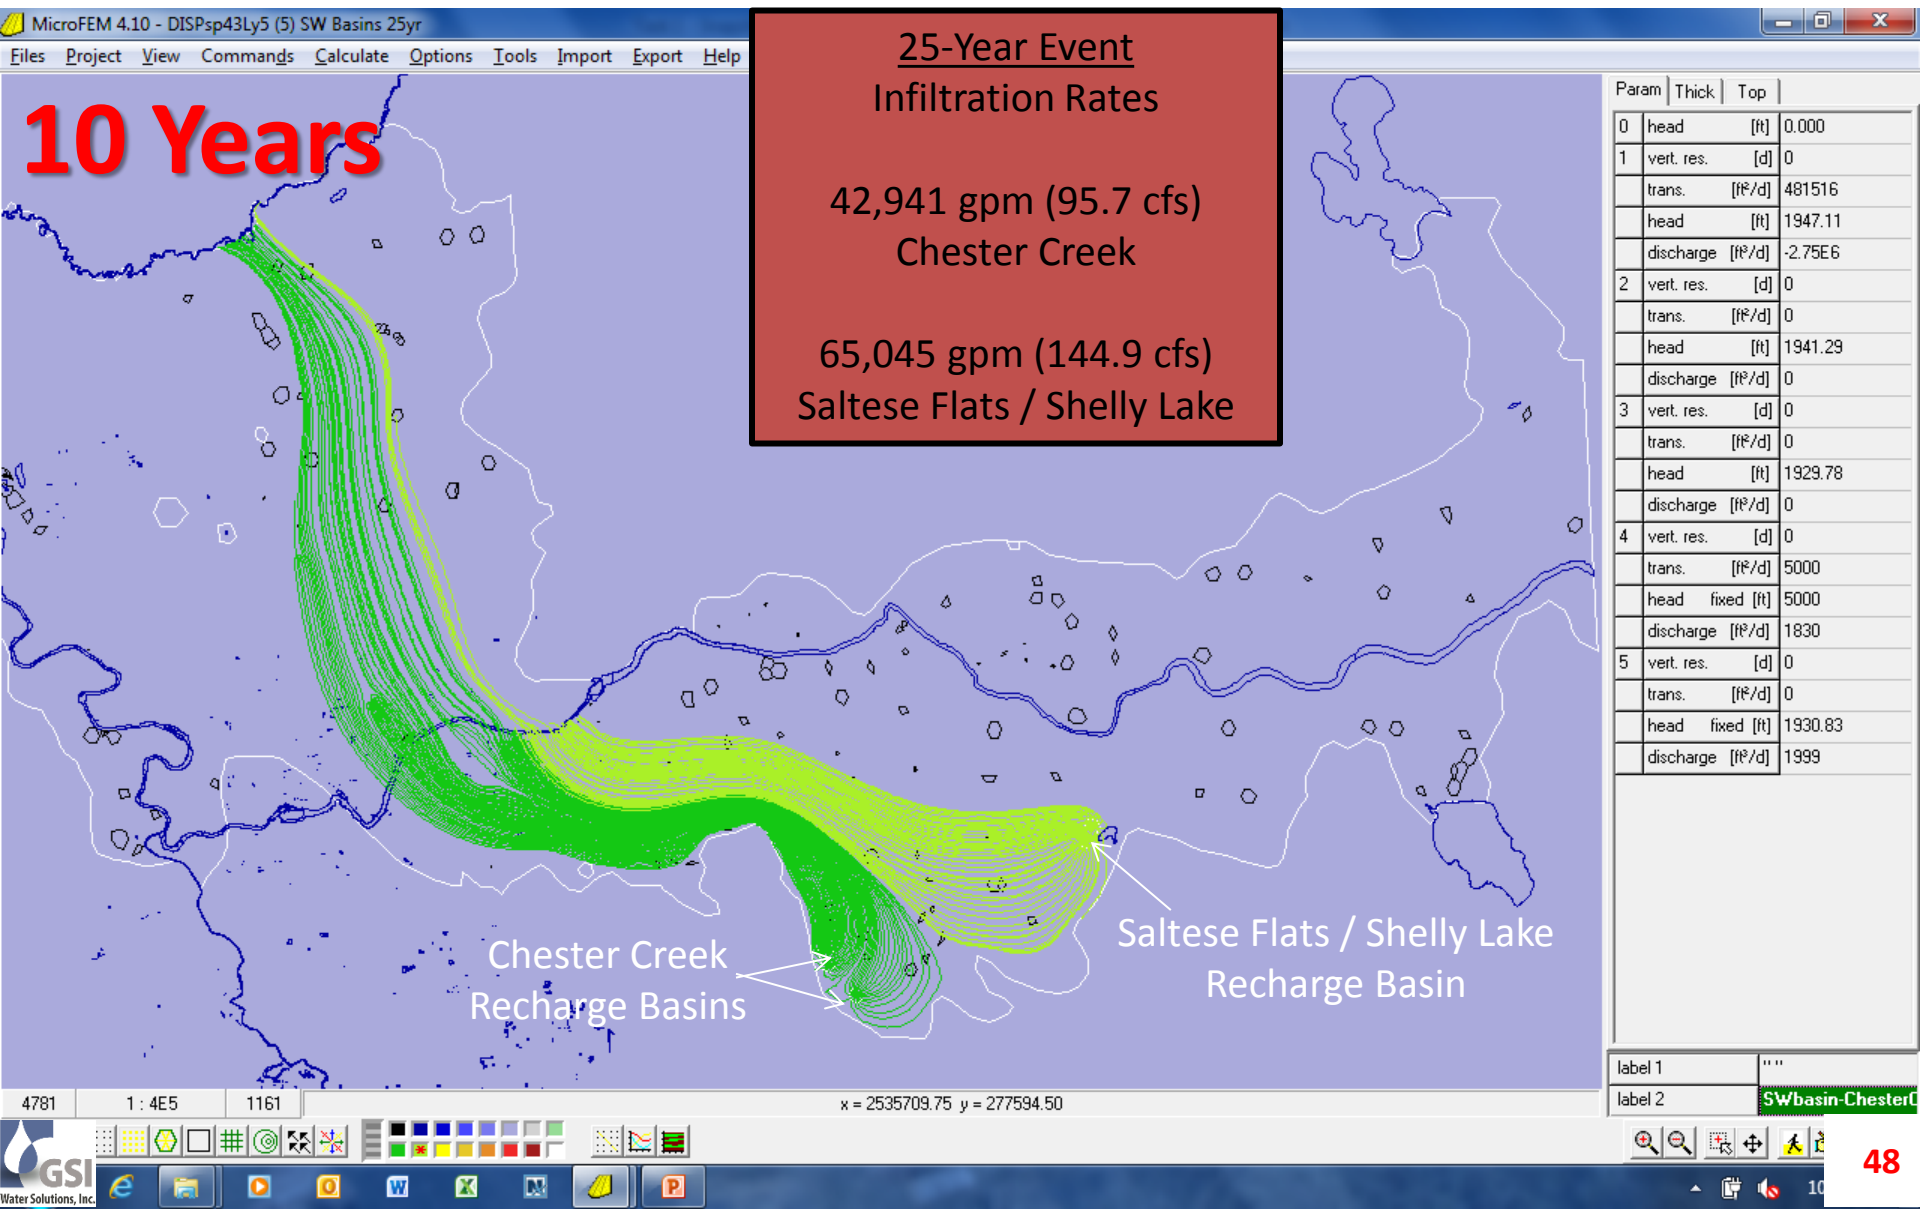 MicroFEM 4.10 - DISPsp43Ly5 (5) SW Basins 25yr
Files Project View Commands Calculate Options Tools Import Export Help
10 Years
25-Year Event
Infiltration Rates
42,941 gpm (95.7 cfs)
Chester Creek
65,045 gpm (144.9 cfs)
Saltese Flats / Shelly Lake
Chester Creek
Recharge Basins
Saltese Flats / Shelly Lake
Recharge Basin
Param Thick Top
0 head [ft] 0.000
1 vert. res. [d] 0
trans. [ft²/d] 481516
head [ft] 1947.11
discharge [ft³/d] -2.75E6
2 vert. res. [d] 0
trans. [ft²/d] 0
head [ft] 1941.29
discharge [ft³/d] 0
3 vert. res. [d] 0
trans. [ft²/d] 0
head [ft] 1929.78
discharge [ft³/d] 0
4 vert. res. [d] 0
trans. [ft²/d] 5000
head fixed [ft] 5000
discharge [ft³/d] 1830
5 vert. res. [d] 0
trans. [ft²/d] 0
head fixed [ft] 1930.83
discharge [ft³/d] 1999
label 1 ""
label 2 SWbasin-ChesterC
4781 1 : 4E5 1161 x = 2535709.75 y = 277594.50
GSI
Water Solutions, Inc.
10
48